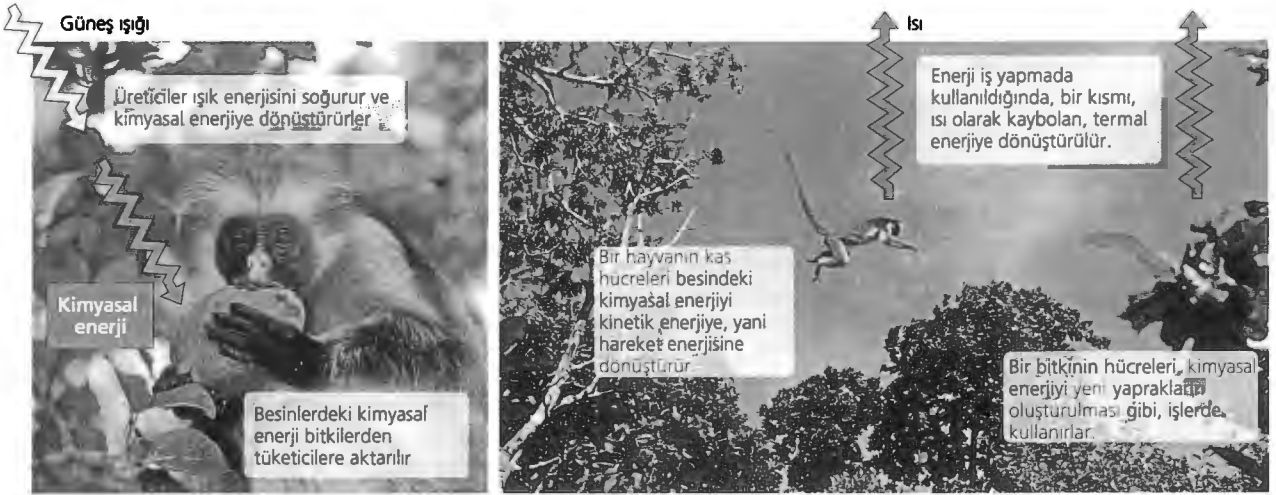 Güneş ışığı
Üreticiler ışık enerjisini soğurur ve
kimyasal enerjiye dönüştürürler
Kimyasal
enerji
Besinlerdeki kimyasal
enerji bitkilerden
tüketicilere aktarılır
Isı
Enerji iş yapmada
kullanıldığında, bir kısmı,
ısı olarak kaybolan, termal
enerjiye dönüştürülür.
Bir hayvanın kas
hücreleri besindeki
kimyasal enerjiyi
kinetik enerjiye, yani
hareket enerjisine
dönüştürür
Bir bitkinin hücreleri, kimyasal
enerjiyi yeni yaprakların
oluşturulması gibi, işlerde
kullanırlar.